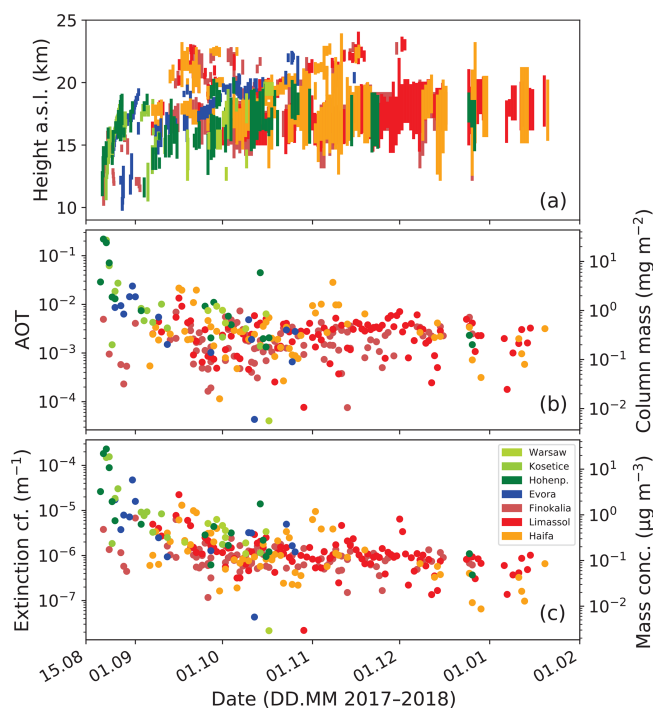 25
20
15
10
Height a.s.l. (km)
(a)
10⁻¹
10⁻²
10⁻³
10⁻⁴
AOT
10¹
10⁰
10⁻¹
10⁻²
Column mass (mg m⁻²)
(b)
10⁻⁴
10⁻⁵
10⁻⁶
10⁻⁷
Extinction cf. (m⁻¹)
Warsaw
Kosetice
Hohenp.
Evora
Finokalia
Limassol
Haifa
10¹
10⁰
10⁻¹
10⁻²
Mass conc. (µg m⁻³)
(c)
15.08
01.09
01.10
01.11
01.12
01.01
01.02
Date (DD.MM 2017–2018)